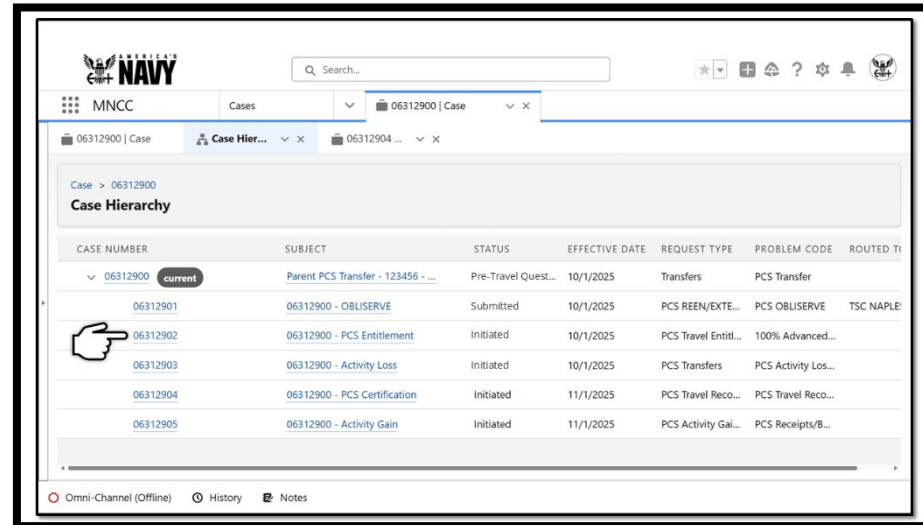 AMERICA'S
NAVY
Search...
MNCC Cases 06312900 | Case
06312900 | Case Case Hier... 06312904 ...
Case > 06312900
Case Hierarchy
CASE NUMBER SUBJECT STATUS EFFECTIVE DATE REQUEST TYPE PROBLEM CODE ROUTED TO
06312900 current Parent PCS Transfer - 123456 - ... Pre-Travel Quest... 10/1/2025 Transfers PCS Transfer
06312901 06312900 - OBLISERVE Submitted 10/1/2025 PCS REEN/EXTE... PCS OBLISERVE TSC NAPLES
06312902 06312900 - PCS Entitlement Initiated 10/1/2025 PCS Travel Entitl... 100% Advanced...
06312903 06312900 - Activity Loss Initiated 10/1/2025 PCS Transfers PCS Activity Los...
06312904 06312900 - PCS Certification Initiated 11/1/2025 PCS Travel Reco... PCS Travel Reco...
06312905 06312900 - Activity Gain Initiated 11/1/2025 PCS Activity Gai... PCS Receipts/B...
Omni-Channel (Offline) History Notes